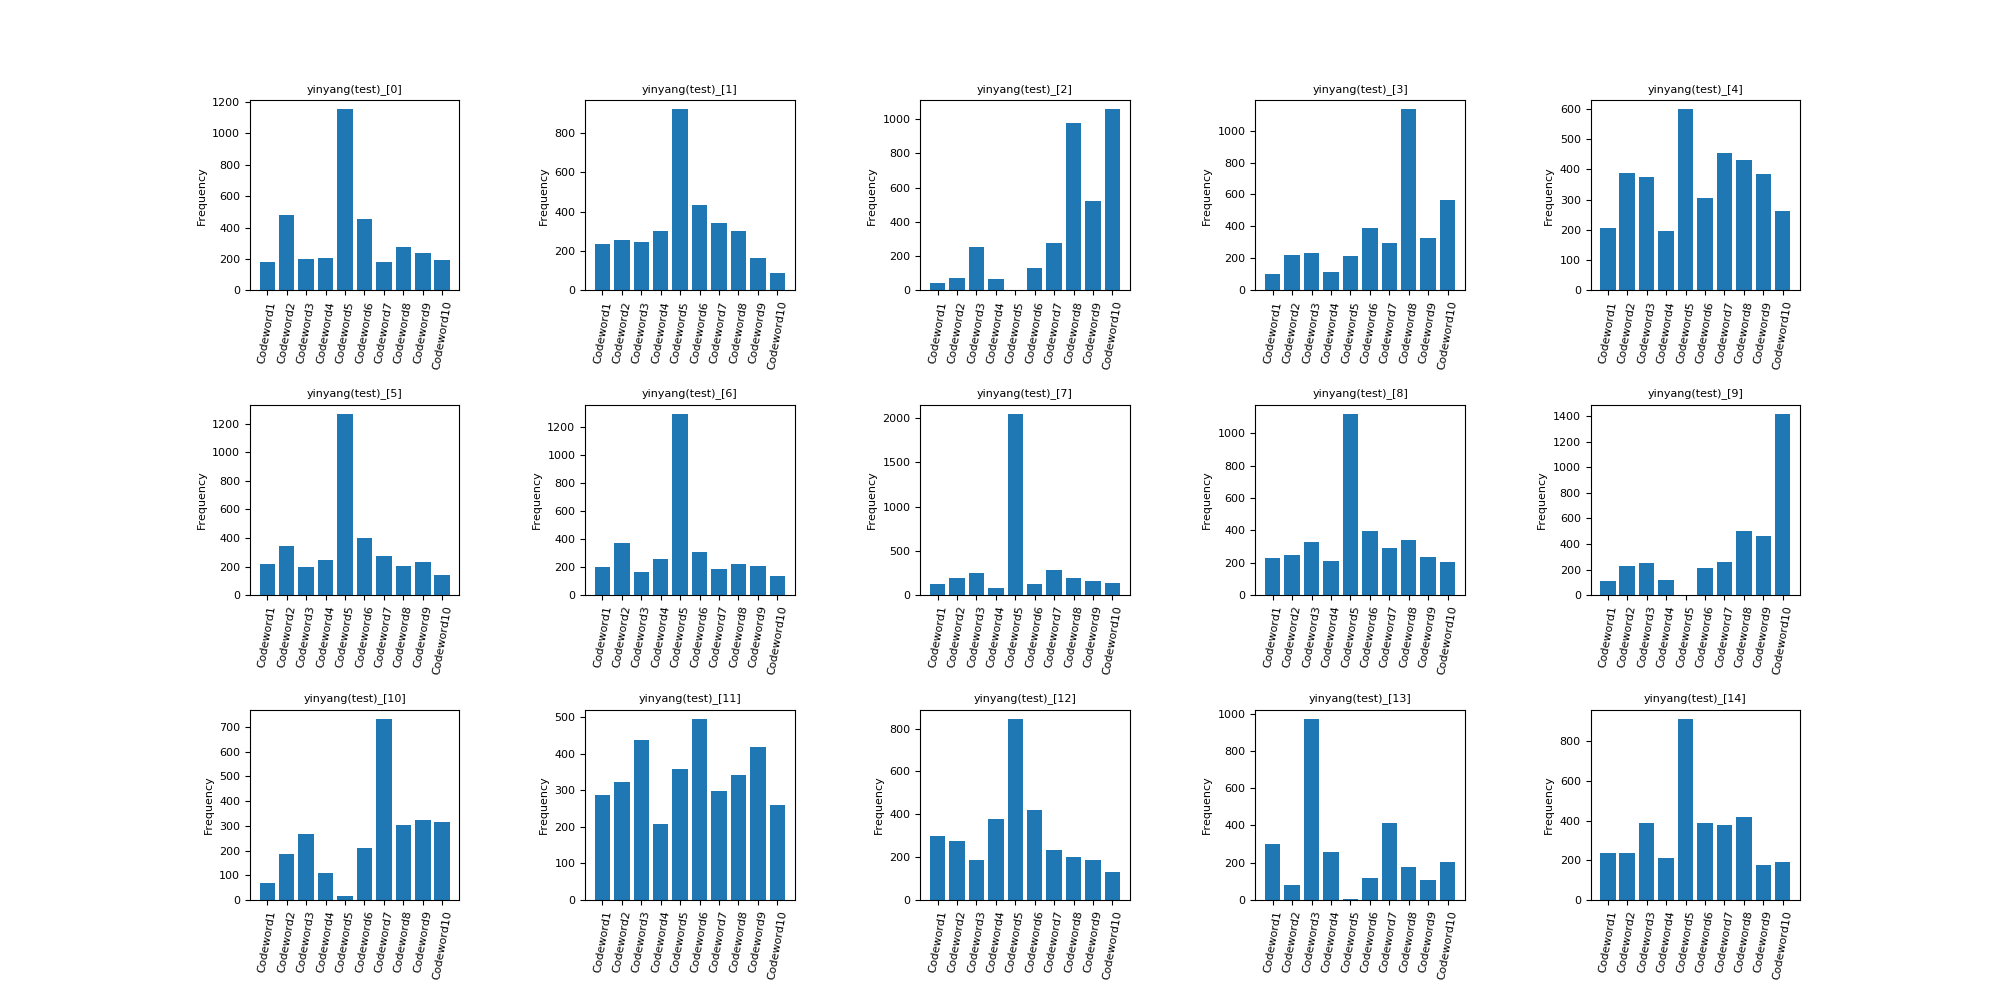 yinyang(test)_[0]
Frequency
1200
1000
800
600
400
200
0
Codeword1 Codeword2 Codeword3 Codeword4 Codeword5 Codeword6 Codeword7 Codeword8 Codeword9 Codeword10
yinyang(test)_[1]
Frequency
800
600
400
200
0
Codeword1 Codeword2 Codeword3 Codeword4 Codeword5 Codeword6 Codeword7 Codeword8 Codeword9 Codeword10
yinyang(test)_[2]
Frequency
1000
800
600
400
200
0
Codeword1 Codeword2 Codeword3 Codeword4 Codeword5 Codeword6 Codeword7 Codeword8 Codeword9 Codeword10
yinyang(test)_[3]
Frequency
1000
800
600
400
200
0
Codeword1 Codeword2 Codeword3 Codeword4 Codeword5 Codeword6 Codeword7 Codeword8 Codeword9 Codeword10
yinyang(test)_[4]
Frequency
600
500
400
300
200
100
0
Codeword1 Codeword2 Codeword3 Codeword4 Codeword5 Codeword6 Codeword7 Codeword8 Codeword9 Codeword10
yinyang(test)_[5]
Frequency
1200
1000
800
600
400
200
0
Codeword1 Codeword2 Codeword3 Codeword4 Codeword5 Codeword6 Codeword7 Codeword8 Codeword9 Codeword10
yinyang(test)_[6]
Frequency
1200
1000
800
600
400
200
0
Codeword1 Codeword2 Codeword3 Codeword4 Codeword5 Codeword6 Codeword7 Codeword8 Codeword9 Codeword10
yinyang(test)_[7]
Frequency
2000
1500
1000
500
0
Codeword1 Codeword2 Codeword3 Codeword4 Codeword5 Codeword6 Codeword7 Codeword8 Codeword9 Codeword10
yinyang(test)_[8]
Frequency
1000
800
600
400
200
0
Codeword1 Codeword2 Codeword3 Codeword4 Codeword5 Codeword6 Codeword7 Codeword8 Codeword9 Codeword10
yinyang(test)_[9]
Frequency
1400
1200
1000
800
600
400
200
0
Codeword1 Codeword2 Codeword3 Codeword4 Codeword5 Codeword6 Codeword7 Codeword8 Codeword9 Codeword10
yinyang(test)_[10]
Frequency
700
600
500
400
300
200
100
0
Codeword1 Codeword2 Codeword3 Codeword4 Codeword5 Codeword6 Codeword7 Codeword8 Codeword9 Codeword10
yinyang(test)_[11]
Frequency
500
400
300
200
100
0
Codeword1 Codeword2 Codeword3 Codeword4 Codeword5 Codeword6 Codeword7 Codeword8 Codeword9 Codeword10
yinyang(test)_[12]
Frequency
800
600
400
200
0
Codeword1 Codeword2 Codeword3 Codeword4 Codeword5 Codeword6 Codeword7 Codeword8 Codeword9 Codeword10
yinyang(test)_[13]
Frequency
1000
800
600
400
200
0
Codeword1 Codeword2 Codeword3 Codeword4 Codeword5 Codeword6 Codeword7 Codeword8 Codeword9 Codeword10
yinyang(test)_[14]
Frequency
800
600
400
200
0
Codeword1 Codeword2 Codeword3 Codeword4 Codeword5 Codeword6 Codeword7 Codeword8 Codeword9 Codeword10